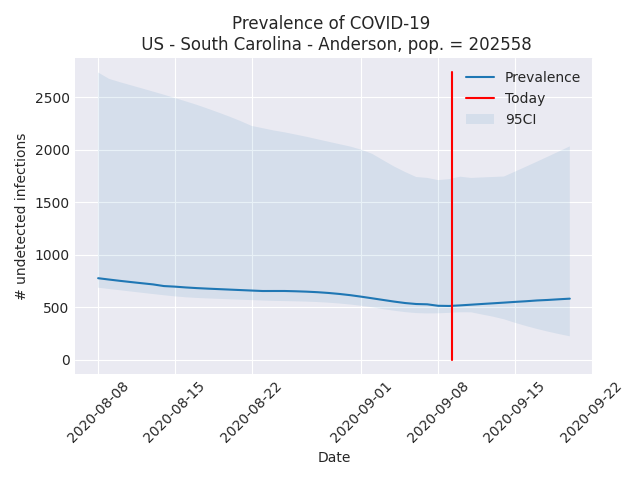 Prevalence of COVID-19
US - South Carolina - Anderson, pop. = 202558
Prevalence
Today
95CI
# undetected infections
2500
2000
1500
1000
500
0
2020-08-08
2020-08-15
2020-08-22
2020-09-01
2020-09-08
2020-09-15
2020-09-22
Date